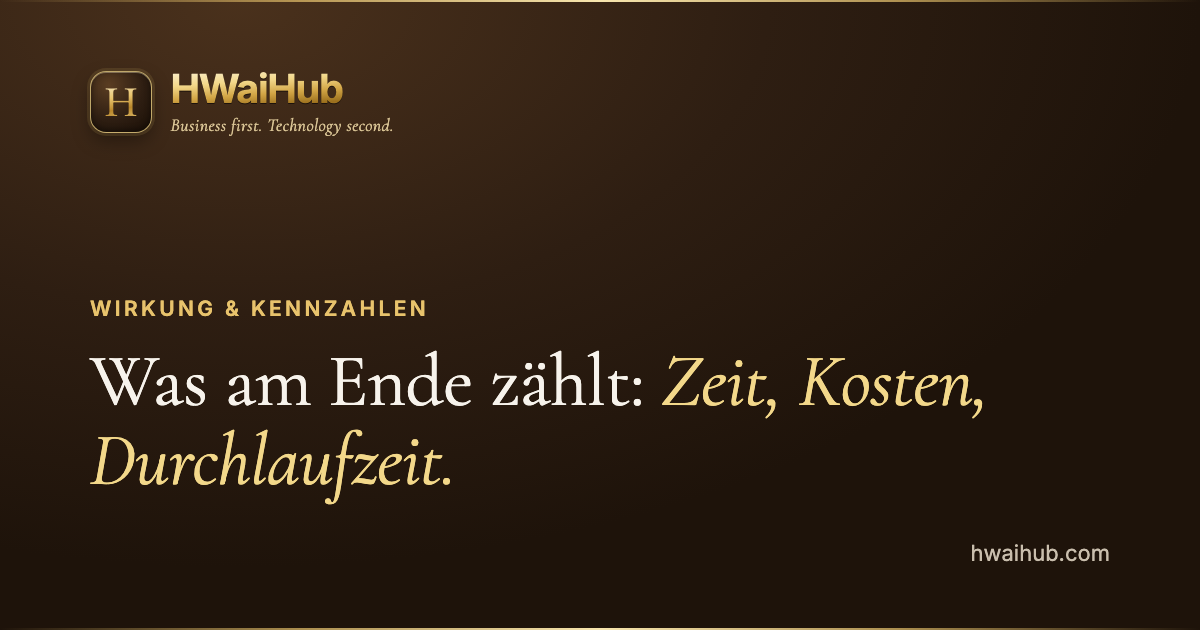 H
HWaiHub
Business first. Technology second.
WIRKUNG & KENNZAHLEN
Was am Ende zählt: Zeit, Kosten,
Durchlaufzeit.
hwaihub.com